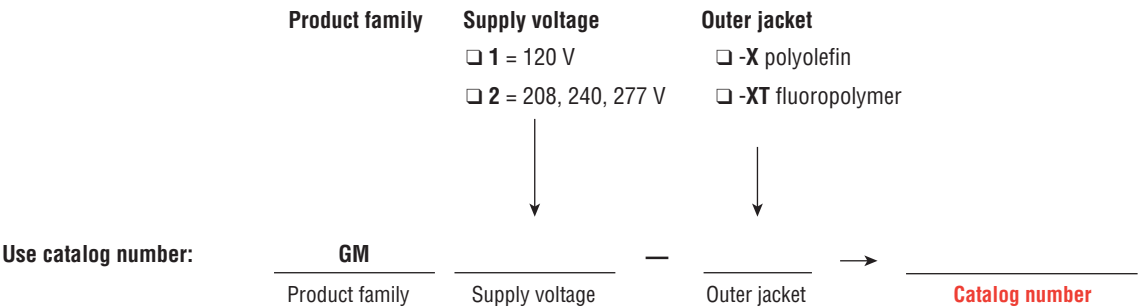 Product family Supply voltage Outer jacket
❑ 1 = 120 V ❑ -X polyolefin
❑ 2 = 208, 240, 277 V ❑ -XT fluoropolymer
Use catalog number: GM —
Product family Supply voltage Outer jacket Catalog number